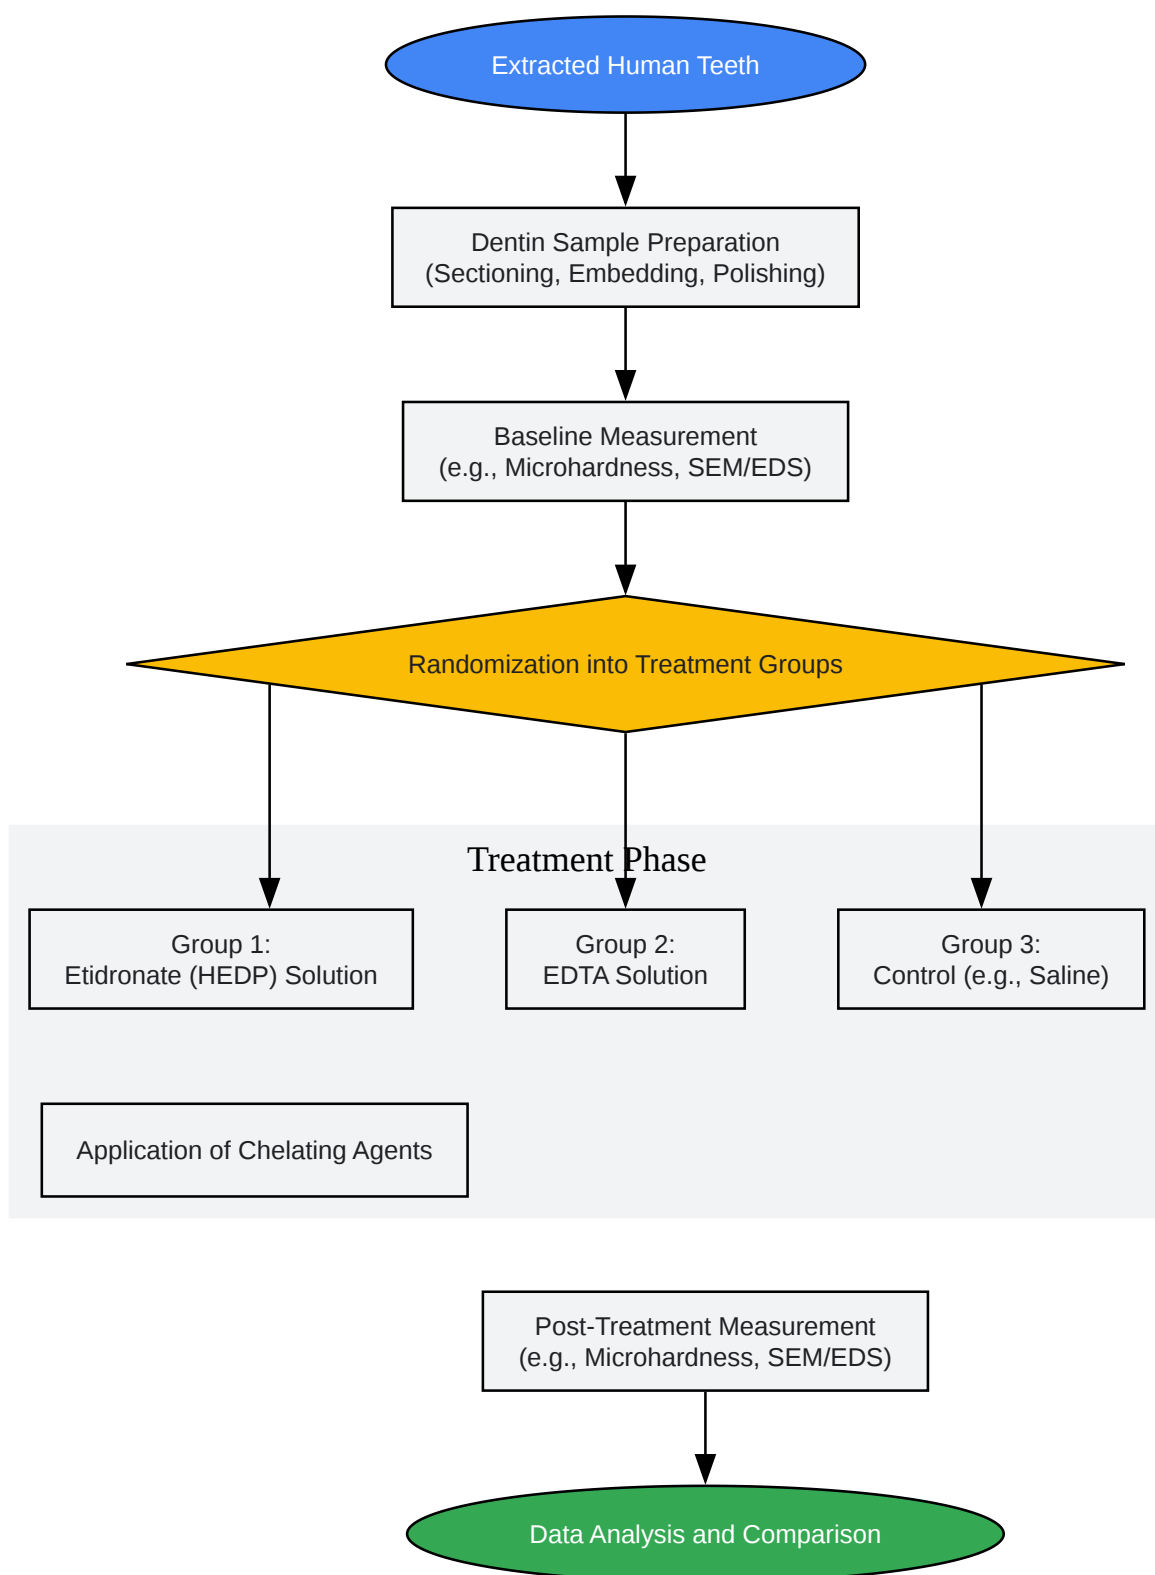 Extracted Human Teeth
Dentin Sample Preparation
(Sectioning, Embedding, Polishing)
Baseline Measurement
(e.g., Microhardness, SEM/EDS)
Randomization into Treatment Groups
Treatment Phase
Group 1:
Etidronate (HEDP) Solution
Group 2:
EDTA Solution
Group 3:
Control (e.g., Saline)
Application of Chelating Agents
Post-Treatment Measurement
(e.g., Microhardness, SEM/EDS)
Data Analysis and Comparison